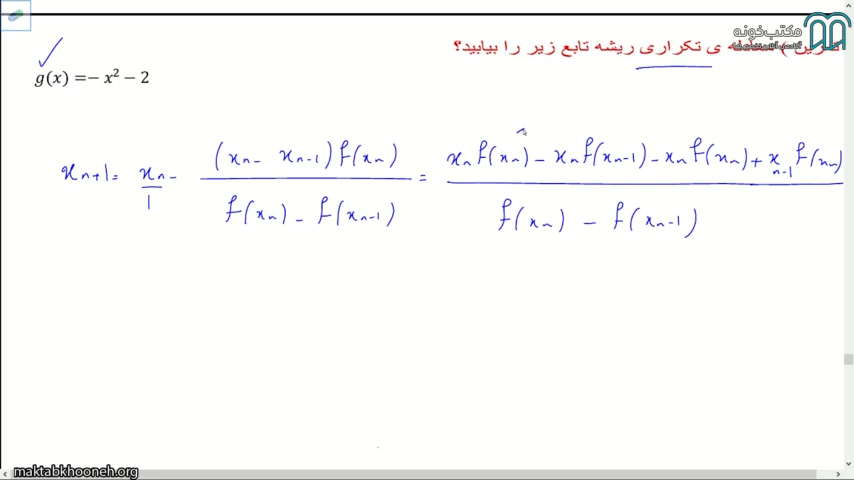 مکتب‌خونه
ی تکراری ریشه تابع زیر را بیابید؟
g(x) =− x² − 2
xₙ₊₁ = xₙ/1 − (xₙ − xₙ₋₁) f(xₙ) / f(xₙ) − f(xₙ₋₁) = xₙ f(xₙ) − xₙ f(xₙ₋₁) − xₙ f(xₙ) + xₙ₋₁ f(xₙ) / f(xₙ) − f(xₙ₋₁)
maktabkhooneh.org